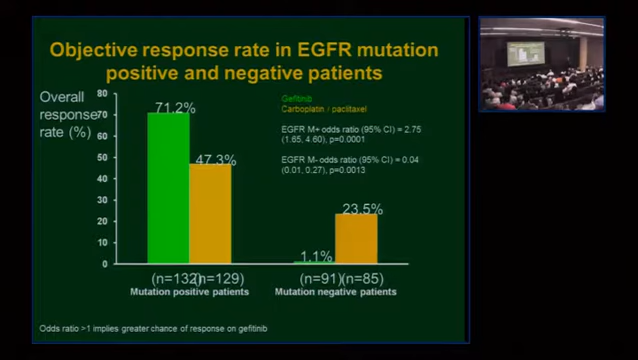 Objective response rate in EGFR mutation
positive and negative patients
Overall
response
rate (%)
80
70
60
50
40
30
20
10
0
71.2%
47.3%
1.1%
23.5%
Gefitinib
Carboplatin / paclitaxel
EGFR M+ odds ratio (95% CI) = 2.75
(1.65, 4.60), p=0.0001
EGFR M- odds ratio (95% CI) = 0.04
(0.01, 0.27), p=0.0013
(n=132)
(n=129)
(n=91)
(n=85)
Mutation positive patients
Mutation negative patients
Odds ratio >1 implies greater chance of response on gefitinib